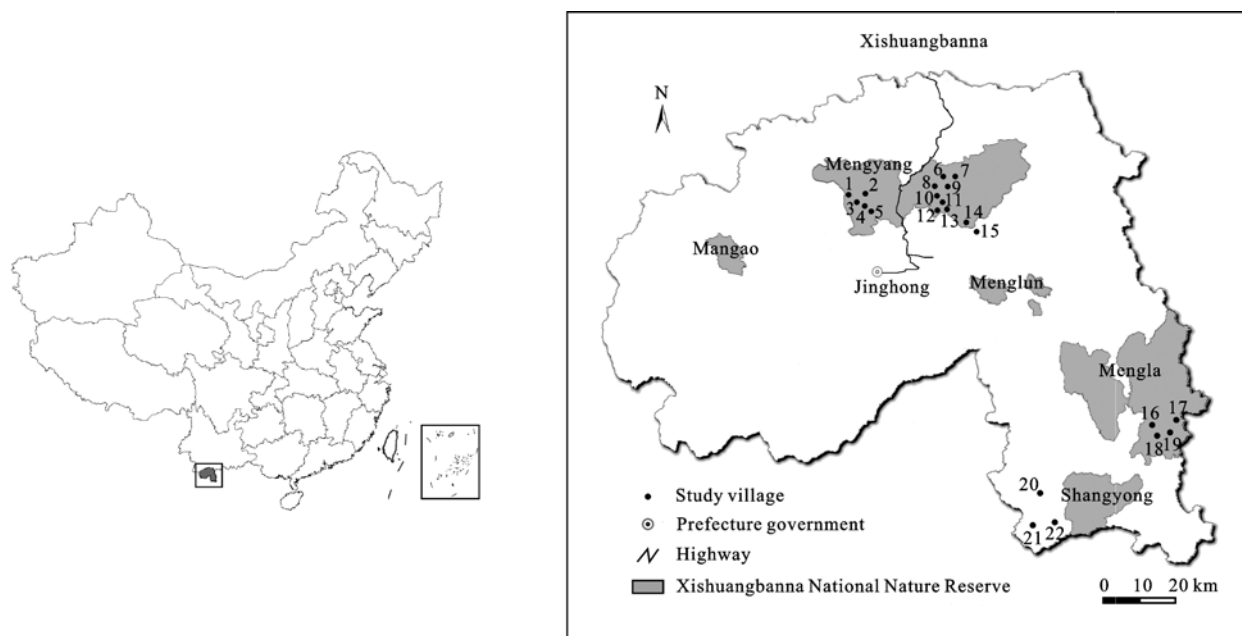 Xishuangbanna
N
Mengyang
6
7
1
2
8
9
3
10
11
4
5
12
13
14
15
Mangao
Jinghong
Menglun
Mengla
16
17
18
19
20
Shangyong
21
22
Study village
Prefecture government
Highway
Xishuangbanna National Nature Reserve
0 10 20 km